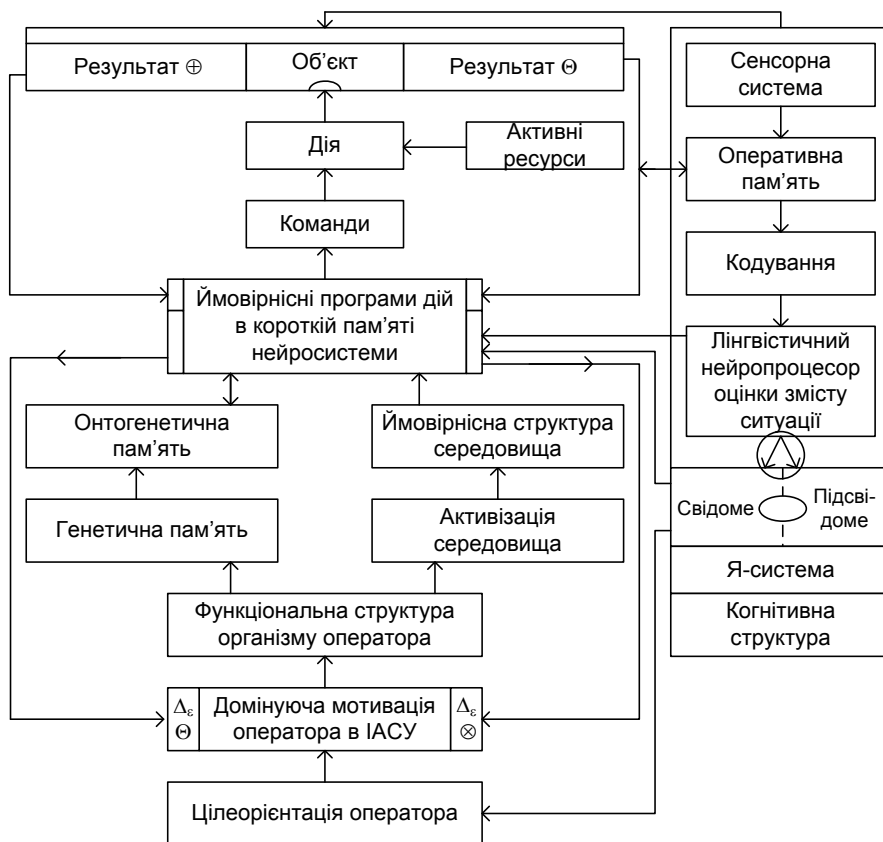 Результат ⊕
Об’єкт
Результат Θ
Дія
Активні
ресурси
Команди
Ймовірнісні програми дій
в короткій пам’яті
нейросистеми
Онтогенетична
пам’ять
Ймовірнісна структура
середовища
Генетична пам’ять
Активізація
середовища
Функціональна структура
організму оператора
Δε
Θ
Домінуюча мотивація
оператора в ІАСУ
Δε
⊗
Цілеорієнтація оператора
Сенсорна
система
Оперативна
пам’ять
Кодування
Лінгвістичний
нейропроцесор
оцінки змісту
ситуації
Свідоме
Підсві-
доме
Я-система
Когнітивна
структура